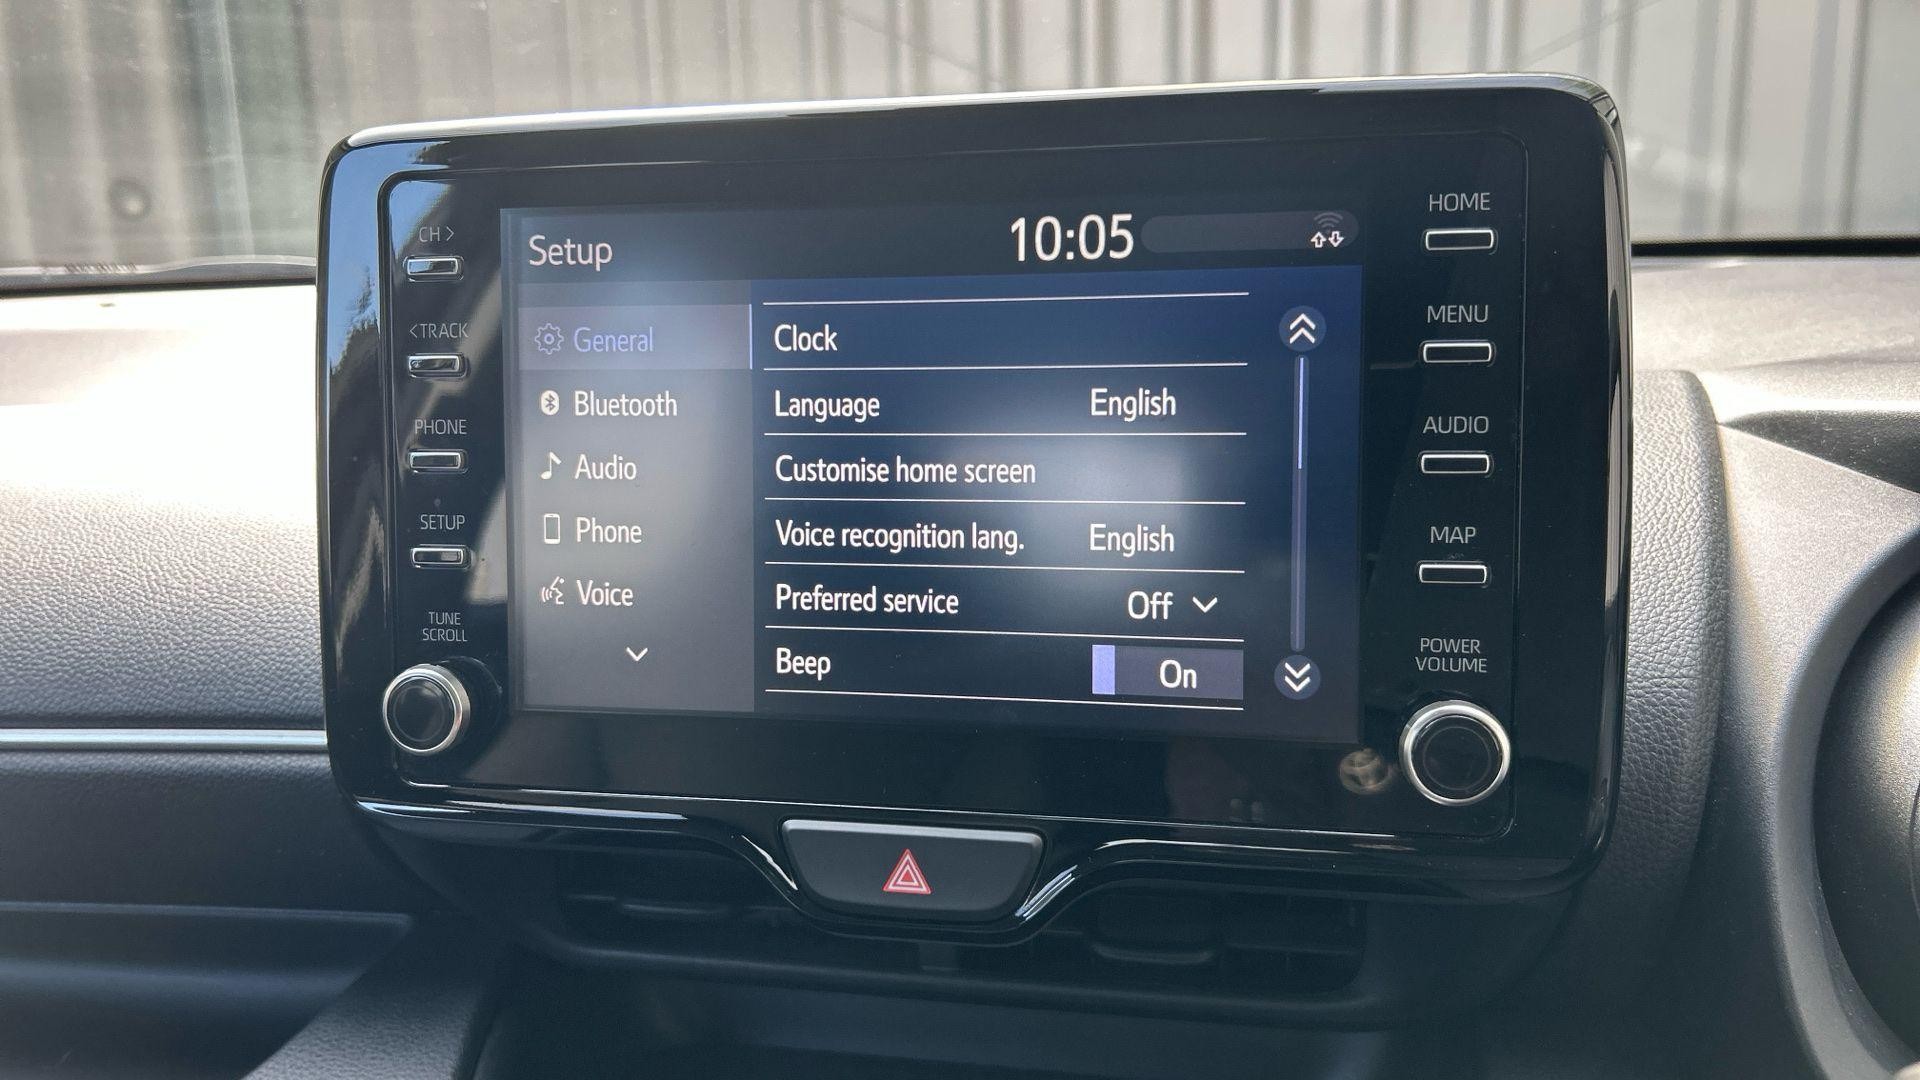 CH >
<TRACK
PHONE
SETUP
TUNE
SCROLL
Setup
10:05
General
Bluetooth
Audio
Phone
Voice
Clock
Language English
Customise home screen
Voice recognition lang. English
Preferred service Off
Beep On
HOME
MENU
AUDIO
MAP
POWER
VOLUME